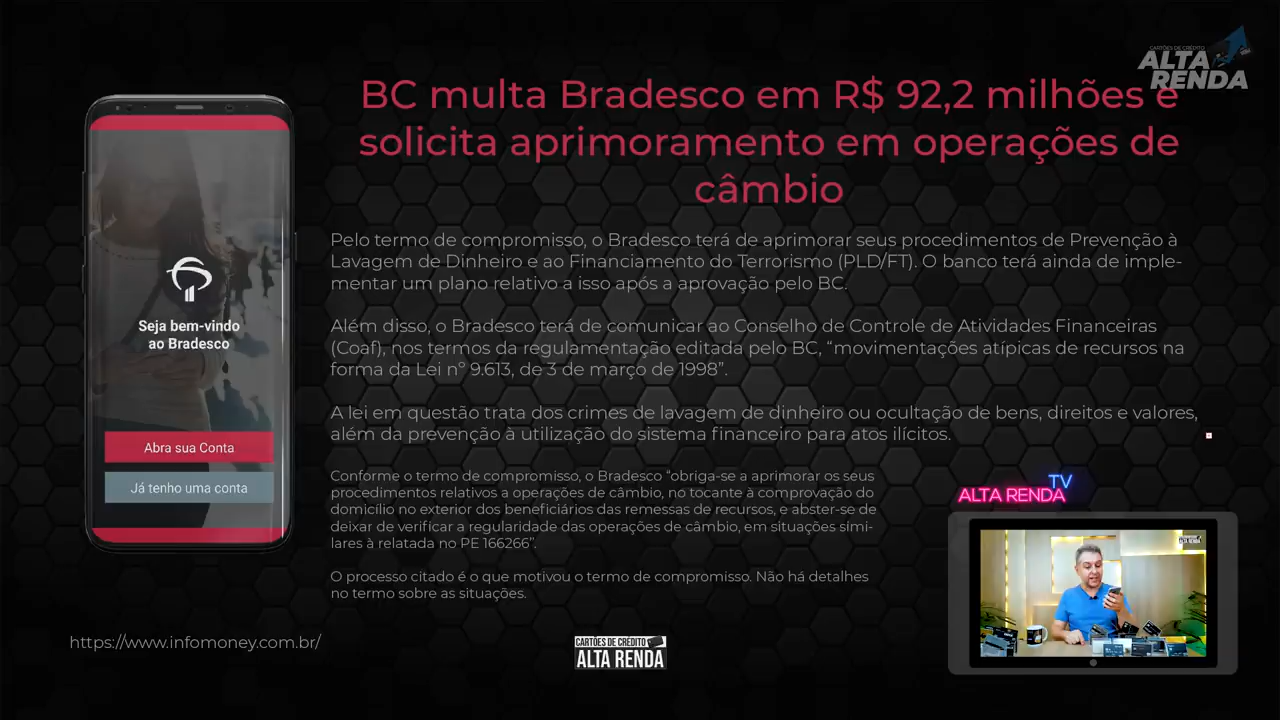 CARTÕES DE CRÉDITO
ALTA
RENDA
BC multa Bradesco em R$ 92,2 milhões e
solicita aprimoramento em operações de
câmbio
Pelo termo de compromisso, o Bradesco terá de aprimorar seus procedimentos de Prevenção à
Lavagem de Dinheiro e ao Financiamento do Terrorismo (PLD/FT). O banco terá ainda de imple-
mentar um plano relativo a isso após a aprovação pelo BC.
Além disso, o Bradesco terá de comunicar ao Conselho de Controle de Atividades Financeiras
(Coaf), nos termos da regulamentação editada pelo BC, “movimentações atípicas de recursos na
forma da Lei nº 9.613, de 3 de março de 1998”.
A lei em questão trata dos crimes de lavagem de dinheiro ou ocultação de bens, direitos e valores,
além da prevenção à utilização do sistema financeiro para atos ilícitos.
Conforme o termo de compromisso, o Bradesco “obriga-se a aprimorar os seus
procedimentos relativos a operações de câmbio, no tocante à comprovação do
domicílio no exterior dos beneficiários das remessas de recursos, e abster-se de
deixar de verificar a regularidade das operações de câmbio, em situações simi-
lares à relatada no PE 166266”.
O processo citado é o que motivou o termo de compromisso. Não há detalhes
no termo sobre as situações.
Seja bem-vindo
ao Bradesco
Abra sua Conta
Já tenho uma conta
https://www.infomoney.com.br/
CARTÕES DE CRÉDITO
ALTA RENDA
TV
ALTA RENDA
ALTA RENDA